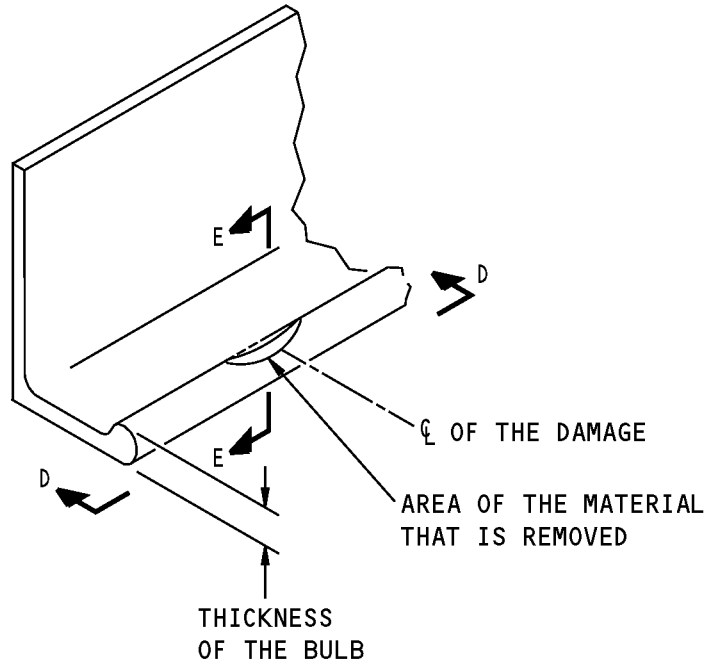 E
D
℄ OF THE DAMAGE
E
D
AREA OF THE MATERIAL
THAT IS REMOVED
THICKNESS
OF THE BULB